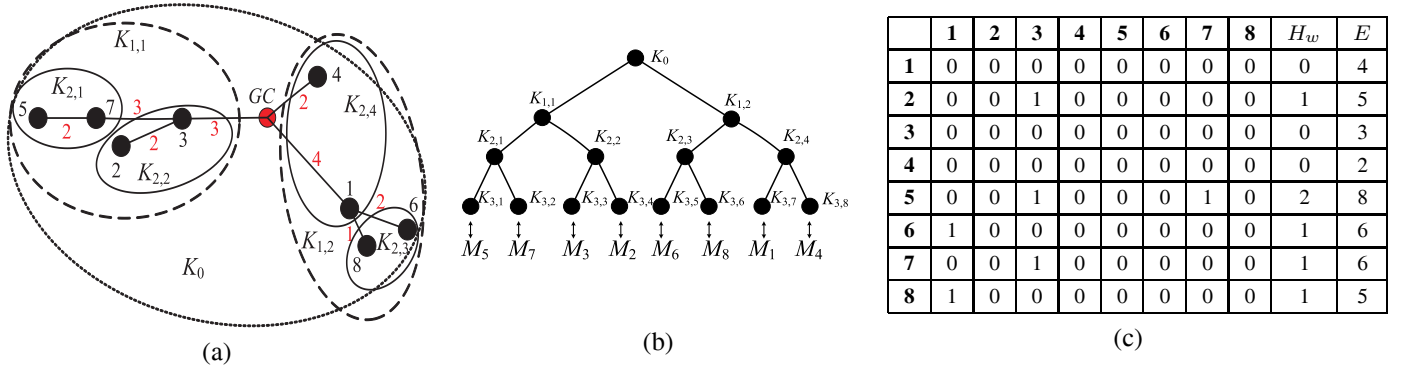 K1,1
K2,1
GC
4
K2,4
5
7
3
3
2
3
2
2
2
K2,2
4
1
2
6
1
K1,2
K2,3
8
K0
(a)
K0
K1,1
K1,2
K2,1
K2,2
K2,3
K2,4
K3,1
K3,2
K3,3
K3,4
K3,5
K3,6
K3,7
K3,8
M5 M7 M3 M2 M6 M8 M1 M4
(b)
1 2 3 4 5 6 7 8 Hw E
1 0 0 0 0 0 0 0 0 0 4
2 0 0 1 0 0 0 0 0 1 5
3 0 0 0 0 0 0 0 0 0 3
4 0 0 0 0 0 0 0 0 0 2
5 0 0 1 0 0 0 1 0 2 8
6 1 0 0 0 0 0 0 0 1 6
7 0 0 1 0 0 0 0 0 1 6
8 1 0 0 0 0 0 0 0 1 5
(c)